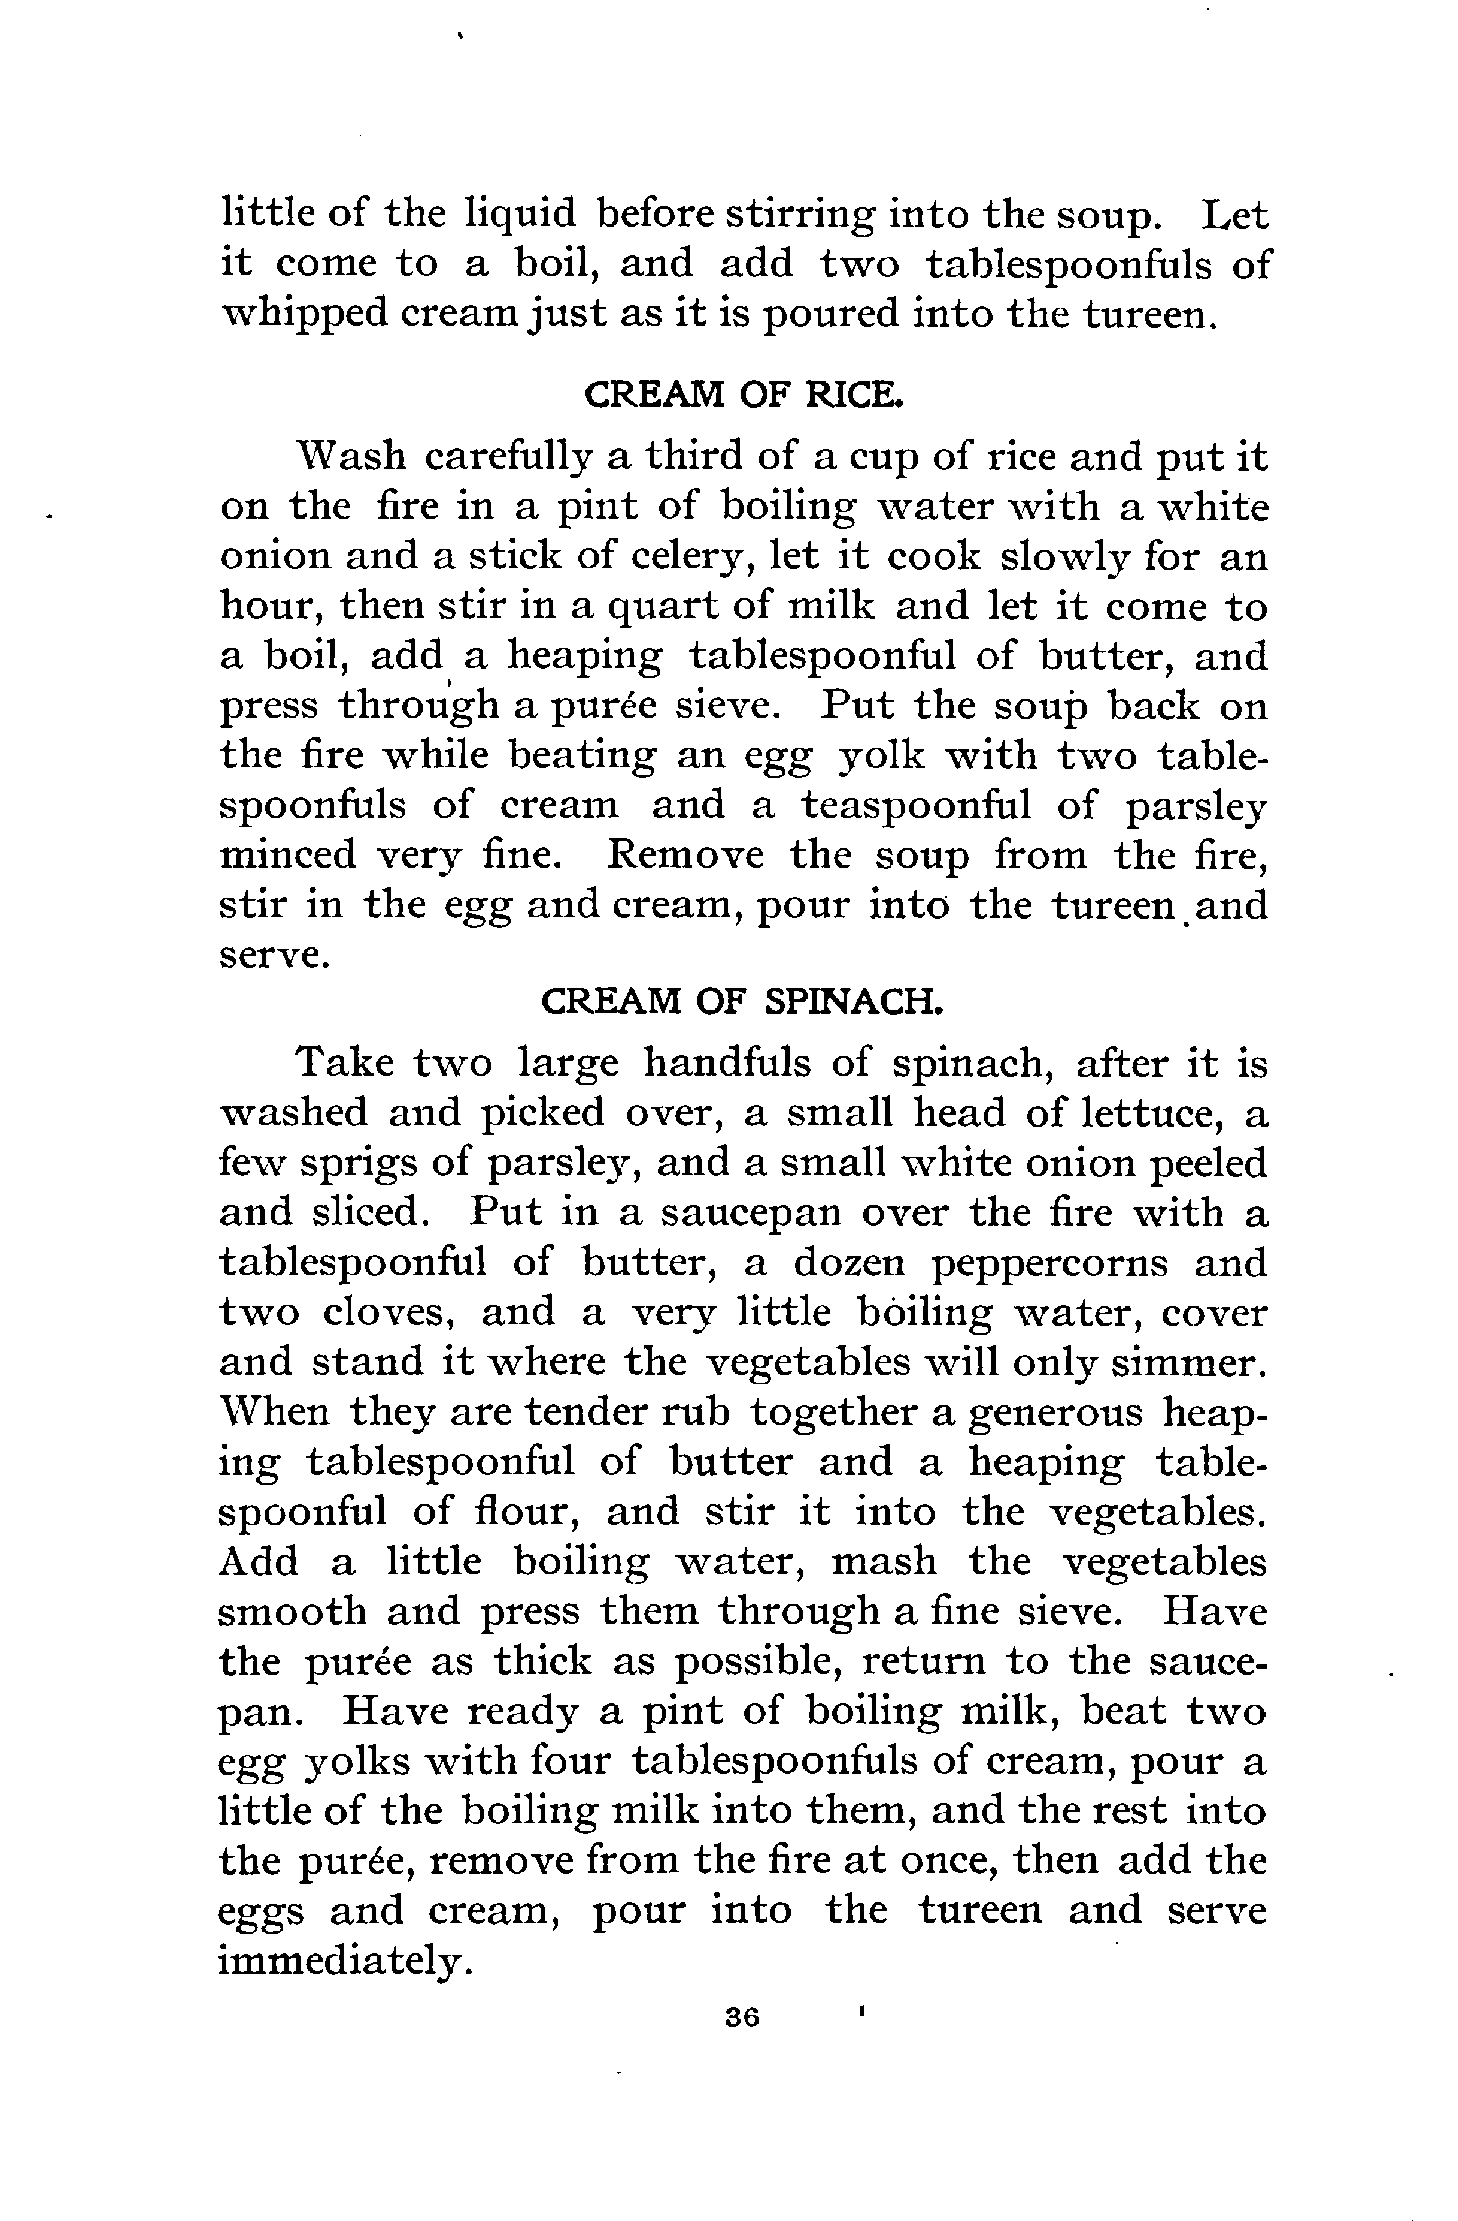 little of the liquid before stirring into the soup. Let
it come to a boil, and add two tablespoonfuls of
whipped cream just as it is poured into the tureen.
CREAM OF RICE.
Wash carefully a third of a cup of rice and put it
on the fire in a pint of boiling water with a white
onion and a stick of celery, let it cook slowly for an
hour, then stir in a quart of milk and let it come to
a boil, add a heaping tablespoonful of butter, and
press through a purée sieve. Put the soup back on
the fire while beating an egg yolk with two table-
spoonfuls of cream and a teaspoonful of parsley
minced very fine. Remove the soup from the fire,
stir in the egg and cream, pour into the tureen and
serve.
CREAM OF SPINACH.
Take two large handfuls of spinach, after it is
washed and picked over, a small head of lettuce, a
few sprigs of parsley, and a small white onion peeled
and sliced. Put in a saucepan over the fire with a
tablespoonful of butter, a dozen peppercorns and
two cloves, and a very little boiling water, cover
and stand it where the vegetables will only simmer.
When they are tender rub together a generous heap-
ing tablespoonful of butter and a heaping table-
spoonful of flour, and stir it into the vegetables.
Add a little boiling water, mash the vegetables
smooth and press them through a fine sieve. Have
the purée as thick as possible, return to the sauce-
pan. Have ready a pint of boiling milk, beat two
egg yolks with four tablespoonfuls of cream, pour a
little of the boiling milk into them, and the rest into
the purée, remove from the fire at once, then add the
eggs and cream, pour into the tureen and serve
immediately.
36